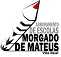 AGRUPAMENTO
DE ESCOLAS
MORGADO
DE MATEUS
Vila Real